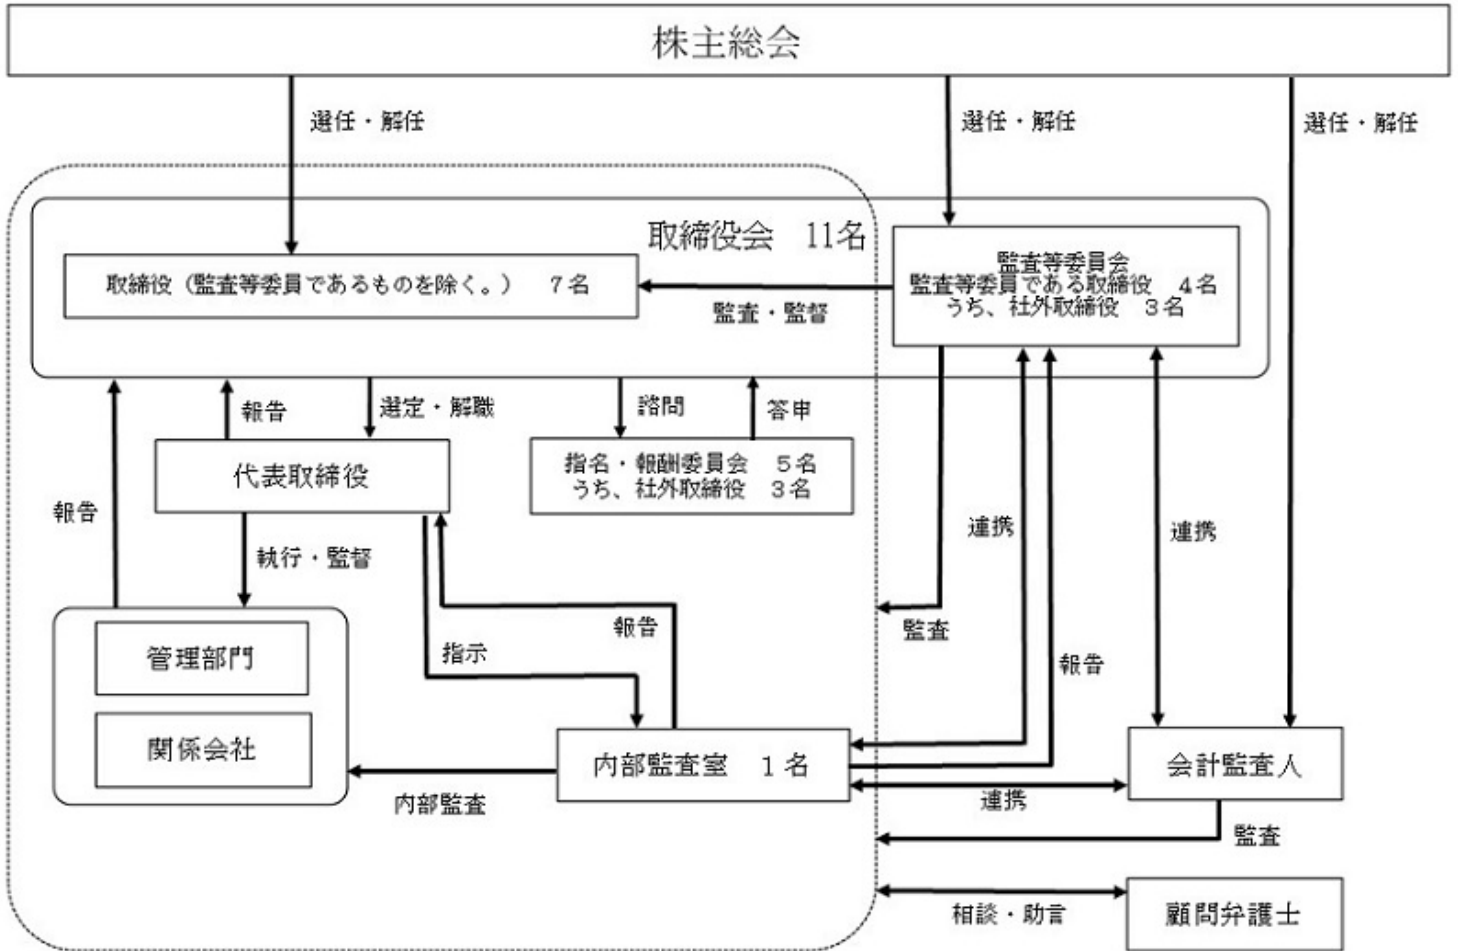 株主総会
選任・解任
選任・解任
選任・解任
取締役会　11名
監査等委員会
監査等委員である取締役　４名
うち、社外取締役　３名
取締役（監査等委員であるものを除く。）　７名
監査・監督
報告
選定・解職
諮問
答申
代表取締役
指名・報酬委員会　５名
うち、社外取締役　３名
報告
連携
連携
執行・監督
報告
監査
指示
報告
管理部門
関係会社
内部監査室　１名
会計監査人
内部監査
連携
監査
相談・助言
顧問弁護士